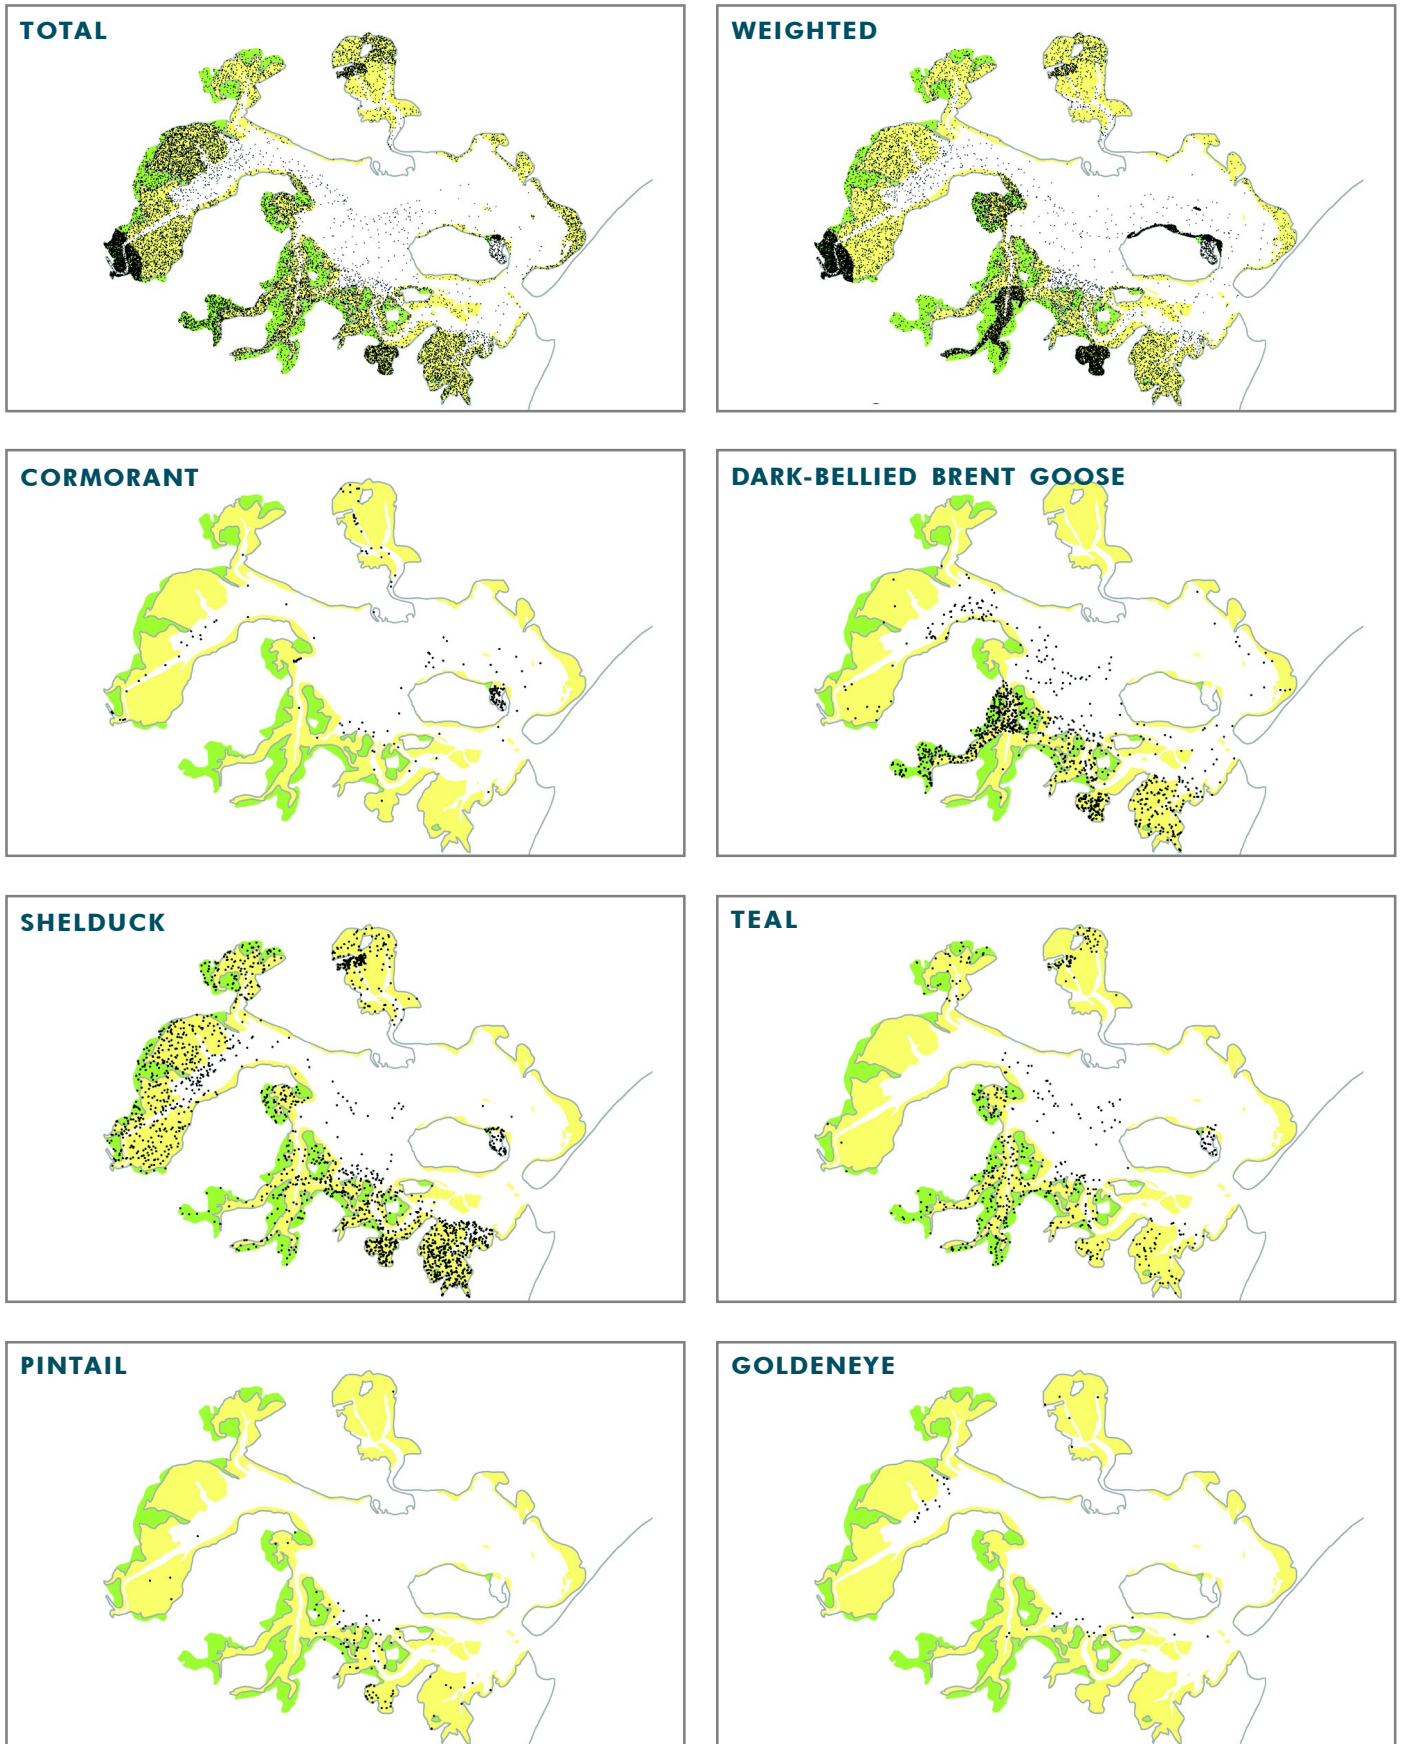 TOTAL
WEIGHTED
CORMORANT
DARK-BELLIED BRENT GOOSE
SHELDUCK
TEAL
PINTAIL
GOLDENEYE